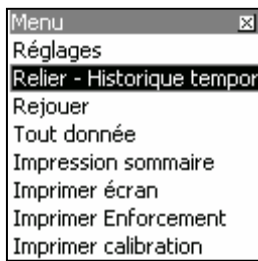 Menu
Réglages
Relier - Historique tempor
Rejouer
Tout donnée
Impression sommaire
Imprimer écran
Imprimer Enforcement
Imprimer calibration